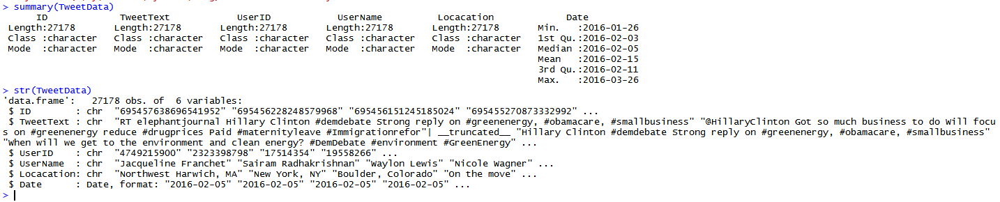 > summary(TweetData)
ID TweetText UserID UserName Locacation Date
Length:27178 Length:27178 Length:27178 Length:27178 Length:27178 Min. :2016-01-26
Class :character Class :character Class :character Class :character Class :character 1st Qu.:2016-02-03
Mode :character Mode :character Mode :character Mode :character Mode :character Median :2016-02-05
Mean :2016-02-15
3rd Qu.:2016-02-11
Max. :2016-03-26
> str(TweetData)
'data.frame': 27178 obs. of 6 variables:
$ ID : chr "695457638696541952" "695456228248579968" "695456151245185024" "695455270873332992" ...
$ TweetText : chr "RT elephantjournal Hillary Clinton #demdebate Strong reply on #greenenergy, #obamacare, #smallbusiness" "@HillaryClinton Got so much business to do Will focu
s on #greenenergy reduce #drugprices Paid #maternityleave #Immigrationrefor"| __truncated__ "Hillary Clinton #demdebate Strong reply on #greenenergy, #obamacare, #smallbusiness"
"When will we get to the environment and clean energy? #DemDebate #environment #GreenEnergy" ...
$ UserID : chr "4749215900" "2323398798" "17514354" "19558266" ...
$ UserName : chr "Jacqueline Franchet" "Sairam Radhakrishnan" "Waylon Lewis" "Nicole Wagner" ...
$ Locacation: chr "Northwest Harwich, MA" "New York, NY" "Boulder, Colorado" "On the move" ...
$ Date : Date, format: "2016-02-05" "2016-02-05" "2016-02-05" "2016-02-05" ...
>